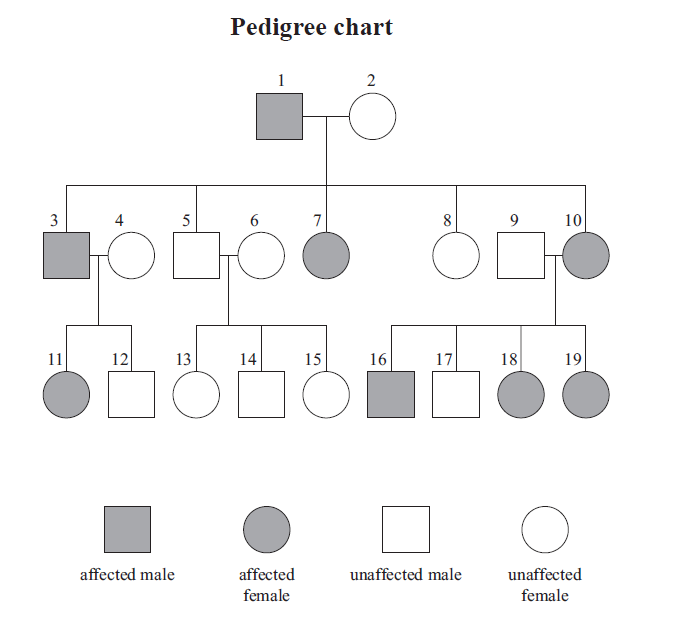 Pedigree chart
1 2
3 4 5 6 7 8 9 10
11 12 13 14 15 16 17 18 19
affected male
affected
female
unaffected male
unaffected
female